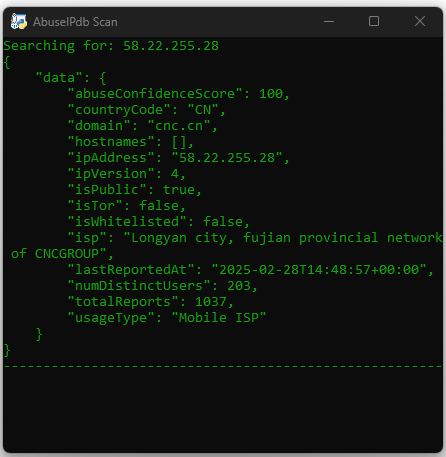 AbuseIPdb Scan
Searching for: 58.22.255.28
{
    "data": {
        "abuseConfidenceScore": 100,
        "countryCode": "CN",
        "domain": "cnc.cn",
        "hostnames": [],
        "ipAddress": "58.22.255.28",
        "ipVersion": 4,
        "isPublic": true,
        "isTor": false,
        "isWhitelisted": false,
        "isp": "Longyan city, fujian provincial network
 of CNCGROUP",
        "lastReportedAt": "2025-02-28T14:48:57+00:00",
        "numDistinctUsers": 203,
        "totalReports": 1037,
        "usageType": "Mobile ISP"
    }
}
-------------------------------------------------------